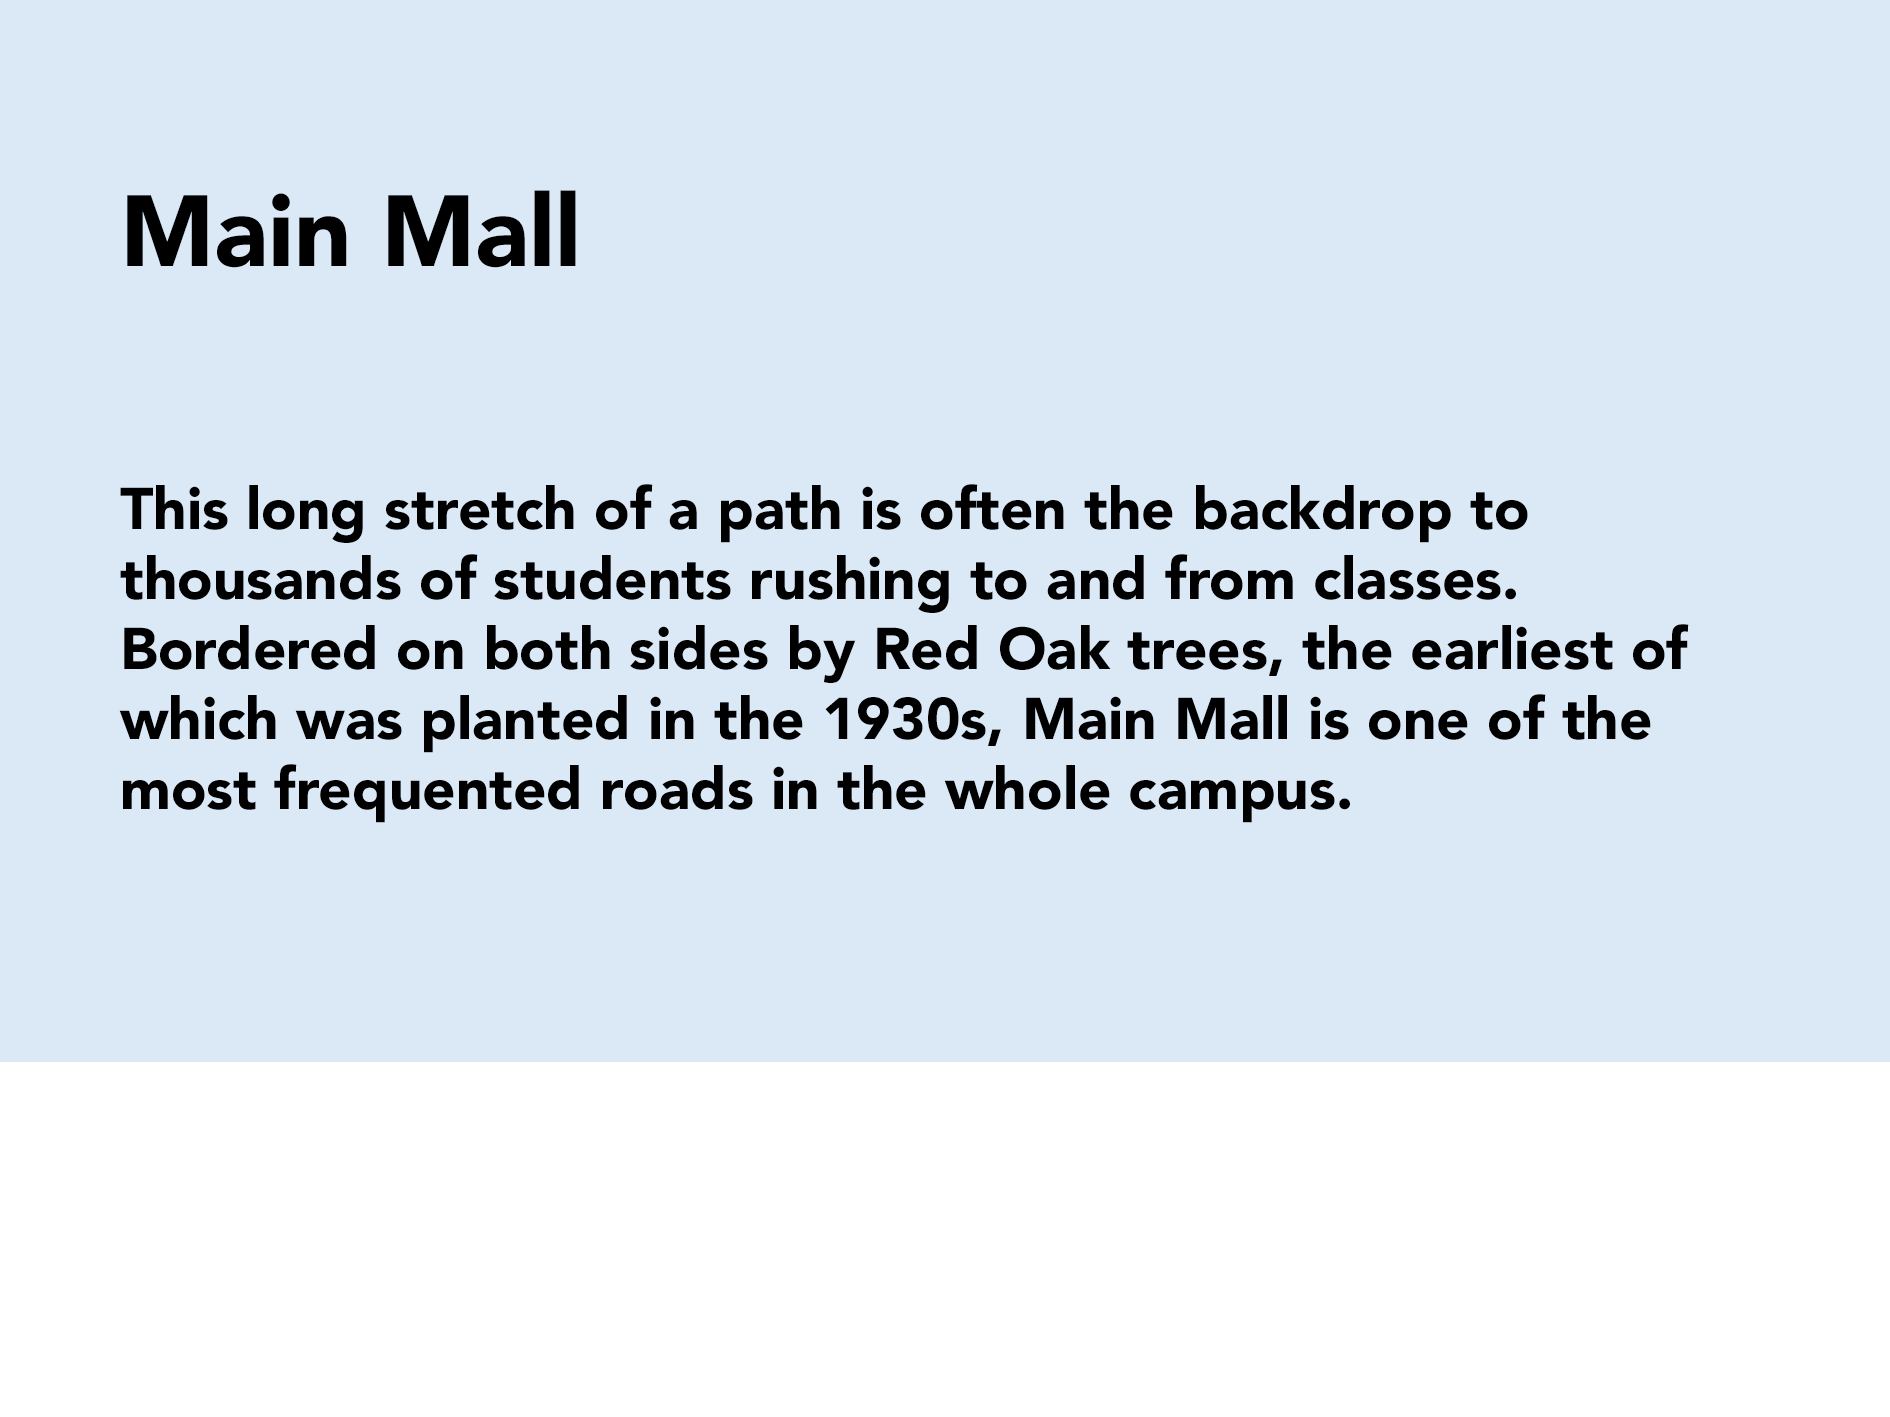 Main Mall
This long stretch of a path is often the backdrop to
thousands of students rushing to and from classes.
Bordered on both sides by Red Oak trees, the earliest of
which was planted in the 1930s, Main Mall is one of the
most frequented roads in the whole campus.